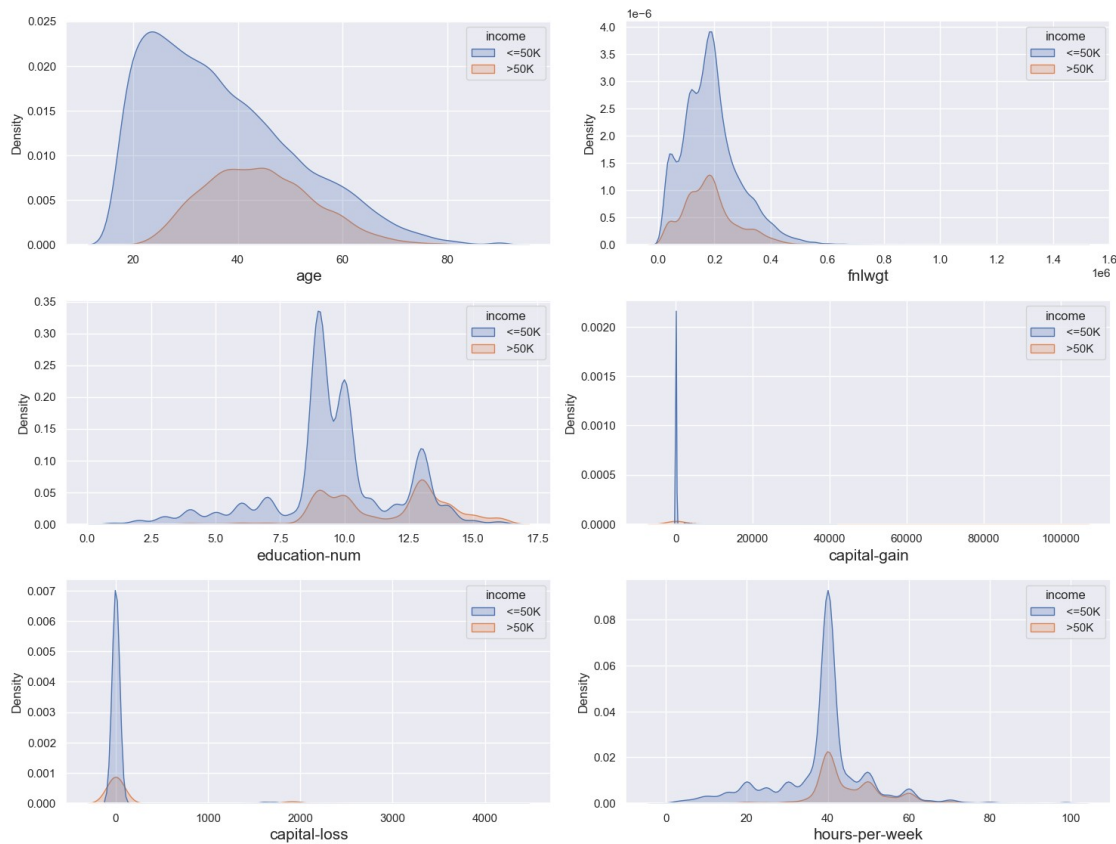 0.025
0.020
0.015
0.010
0.005
0.000
Density
20
40
60
80
age
income
<=50K
>50K
1e−6
4.0
3.5
3.0
2.5
2.0
1.5
1.0
0.5
0.0
Density
0.0
0.2
0.4
0.6
0.8
1.0
1.2
1.4
1.6
1e6
fnlwgt
income
<=50K
>50K
0.35
0.30
0.25
0.20
0.15
0.10
0.05
0.00
Density
0.0
2.5
5.0
7.5
10.0
12.5
15.0
17.5
education-num
income
<=50K
>50K
0.0020
0.0015
0.0010
0.0005
0.0000
Density
0
20000
40000
60000
80000
100000
capital-gain
income
<=50K
>50K
0.007
0.006
0.005
0.004
0.003
0.002
0.001
0.000
Density
0
1000
2000
3000
4000
capital-loss
income
<=50K
>50K
0.08
0.06
0.04
0.02
0.00
Density
0
20
40
60
80
100
hours-per-week
income
<=50K
>50K